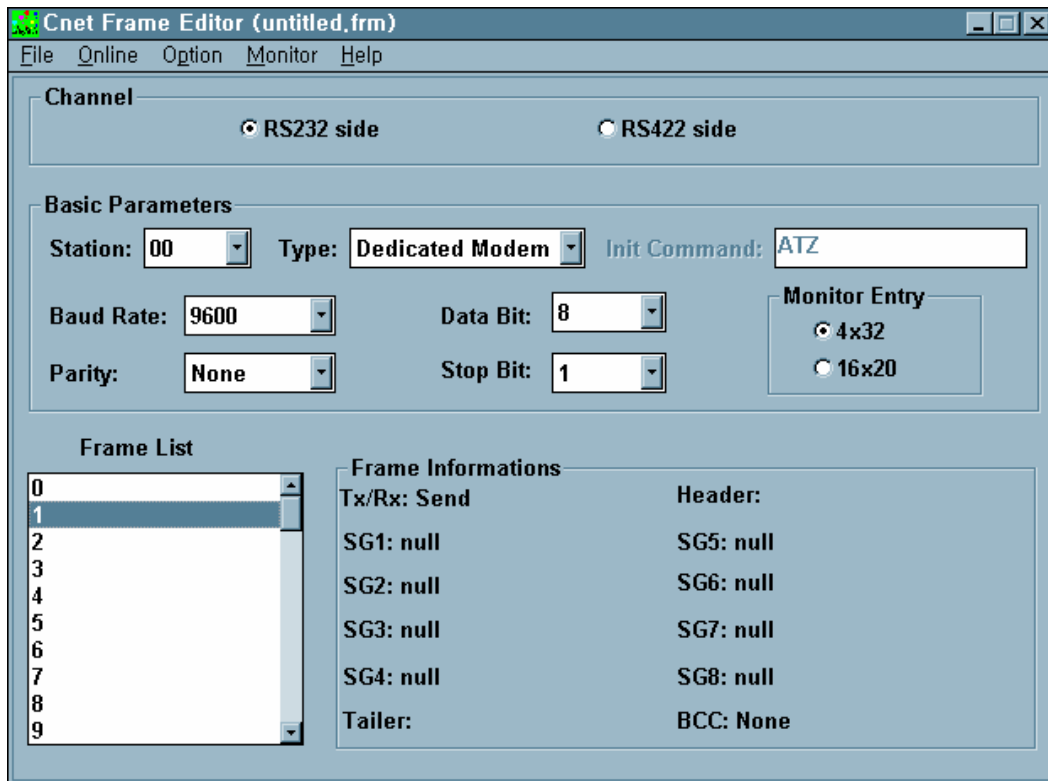 Cnet Frame Editor (untitled,frm)
File Online Option Monitor Help
Channel
RS232 side RS422 side
Basic Parameters
Station: 00 Type: Dedicated Modem Init Command: ATZ
Baud Rate: 9600 Data Bit: 8
Parity: None Stop Bit: 1
Monitor Entry
4x32
16x20
Frame List
0
1
2
3
4
5
6
7
8
9
Frame Informations
Tx/Rx: Send Header:
SG1: null SG5: null
SG2: null SG6: null
SG3: null SG7: null
SG4: null SG8: null
Tailer: BCC: None